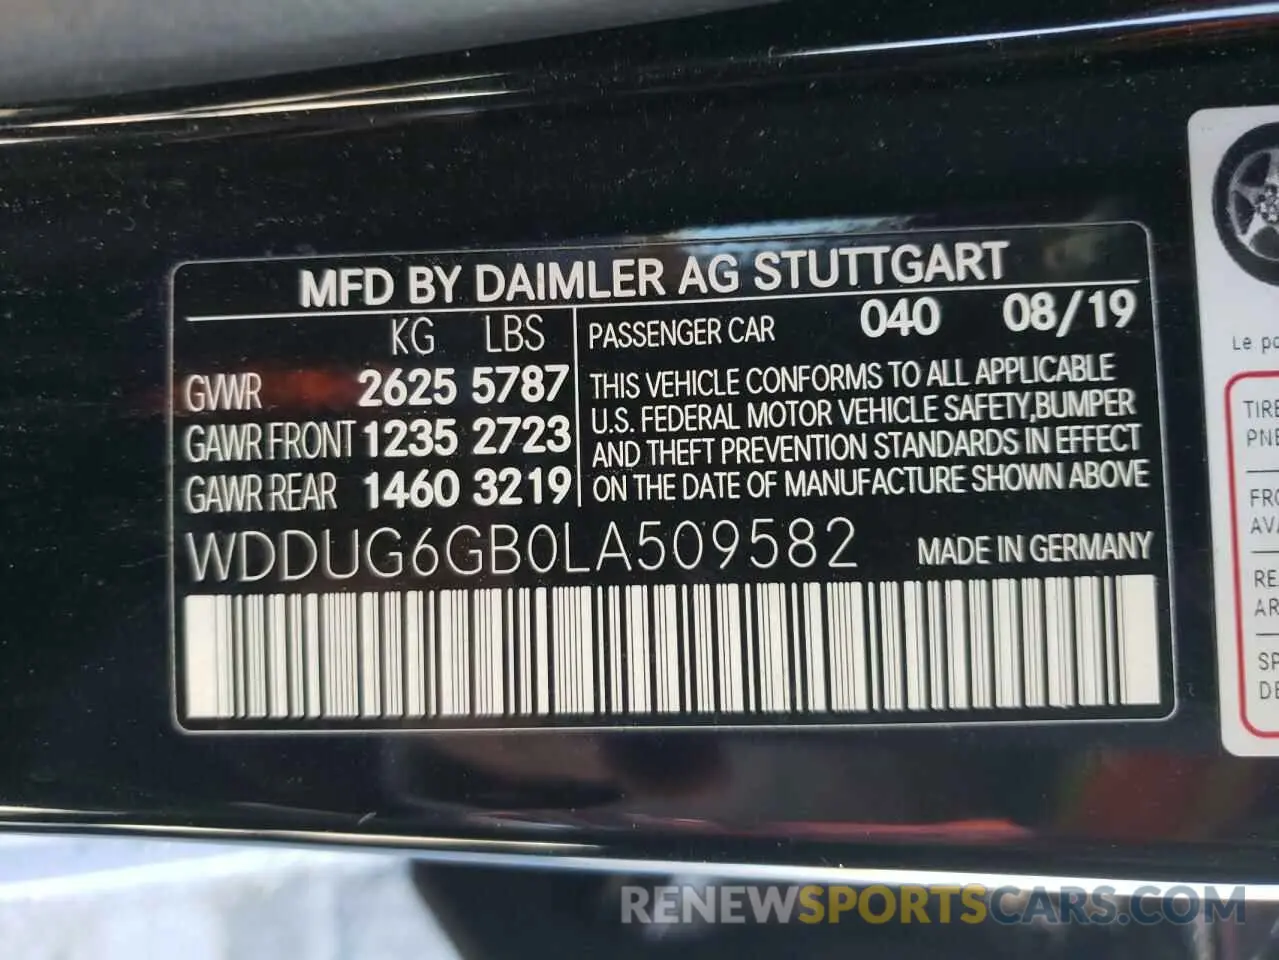 MFD BY DAIMLER AG STUTTGART
KG LBS
PASSENGER CAR 040 08/19
GVWR 2625 5787
GAWR FRONT 1235 2723
GAWR REAR 1460 3219
THIS VEHICLE CONFORMS TO ALL APPLICABLE
U.S. FEDERAL MOTOR VEHICLE SAFETY,BUMPER
AND THEFT PREVENTION STANDARDS IN EFFECT
ON THE DATE OF MANUFACTURE SHOWN ABOVE
WDDUG6GB0LA509582 MADE IN GERMANY
Le
RENEWSPORTSCARS.COM